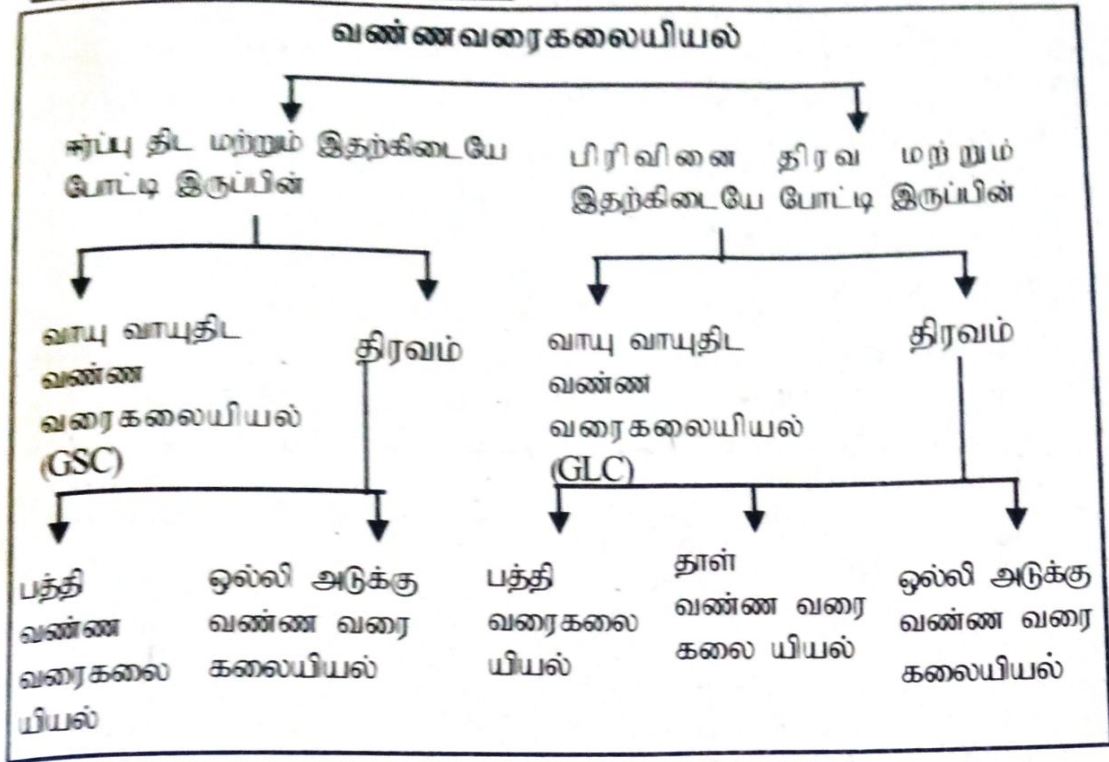 வண்ணவரைகலையியல்
ஈர்ப்பு திட மற்றும் இதற்கிடையே
போட்டி இருப்பின்
பிரிவினை திரவ மற்றும்
இதற்கிடையே போட்டி இருப்பின்
வாயு வாயுதிட
வண்ண
வரைகலையியல்
(GSC)
திரவம்
வாயு வாயுதிட
வண்ண
வரைகலையியல்
(GLC)
திரவம்
பத்தி
வண்ண
வரைகலை
யியல்
ஒல்லி அடுக்கு
வண்ண வரை
கலையியல்
பத்தி
வரைகலை
யியல்
தாள்
வண்ண வரை
கலை யியல்
ஒல்லி அடுக்கு
வண்ண வரை
கலையியல்